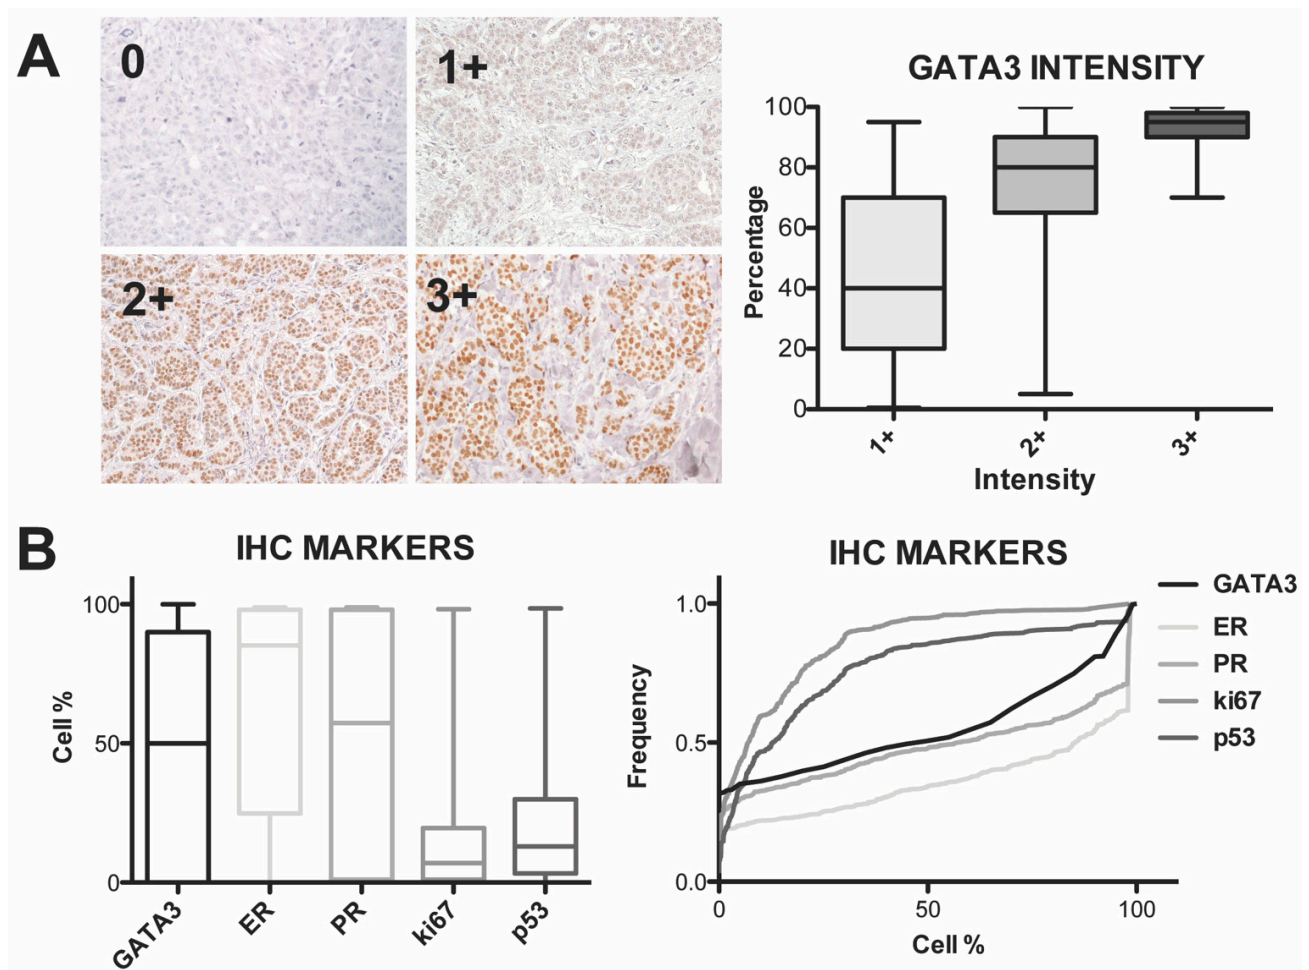 A
0
1+
2+
3+
GATA3 INTENSITY
Percentage
100
80
60
40
20
0
1+
2+
3+
Intensity
B
IHC MARKERS
Cell %
100
50
0
GATA3
ER
PR
ki67
p53
IHC MARKERS
Frequency
1.0
0.5
0.0
0
50
100
Cell %
GATA3
ER
PR
ki67
p53